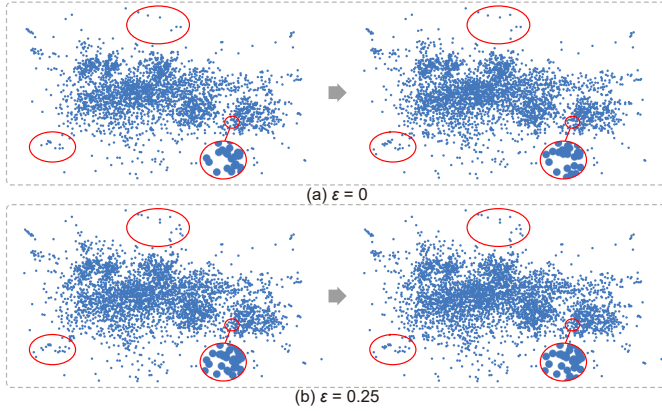 (a) ε = 0
(b) ε = 0.25